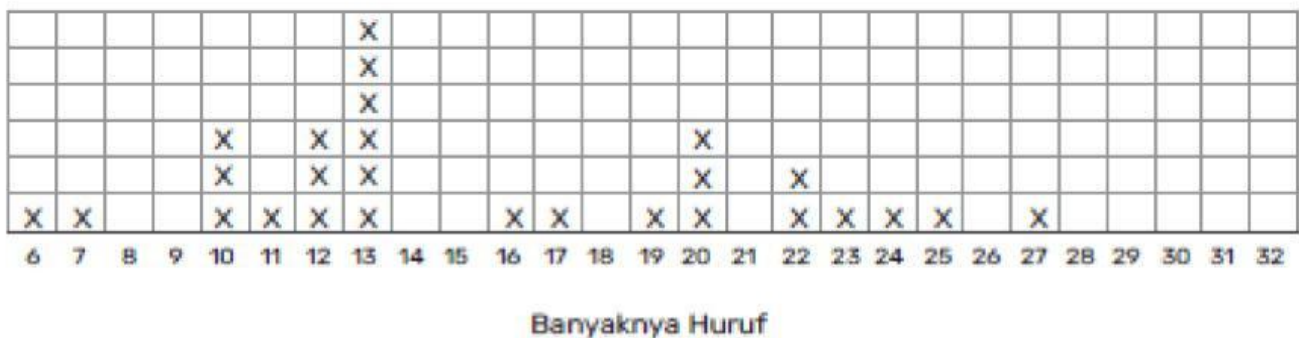 X
X
X
X X X X
X X X X X
X X X X X X X X X X X X X X X
6 7 8 9 10 11 12 13 14 15 16 17 18 19 20 21 22 23 24 25 26 27 28 29 30 31 32
Banyaknya Huruf